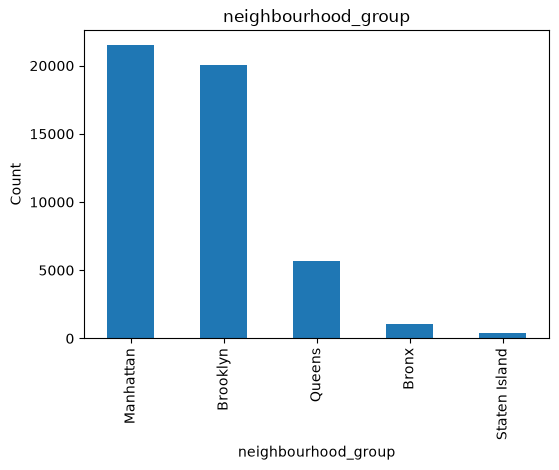 neighbourhood_group
Count
20000
15000
10000
5000
0
Manhattan
Brooklyn
Queens
Bronx
Staten Island
neighbourhood_group